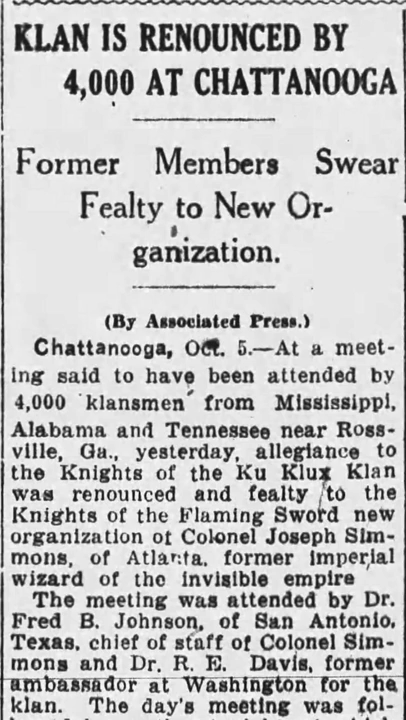 KLAN IS RENOUNCED BY
4,000 AT CHATTANOOGA
Former Members Swear
Fealty to New Or-
ganization.
(By Associated Press.)
Chattanooga, Oct. 5.—At a meet-
ing said to have been attended by
4,000 klansmen from Mississippi,
Alabama and Tennessee near Ross-
ville, Ga., yesterday, allegiance to
the Knights of the Ku Klux Klan
was renounced and fealty to the
Knights of the Flaming Sword new
organization of Colonel Joseph Sim-
mons, of Atlanta, former imperial
wizard of the invisible empire
The meeting was attended by Dr.
Fred B. Johnson, of San Antonio,
Texas, chief of staff of Colonel Sim-
mons and Dr. R. E. Davis, former
ambassador at Washington for the
klan. The day's meeting was fol-